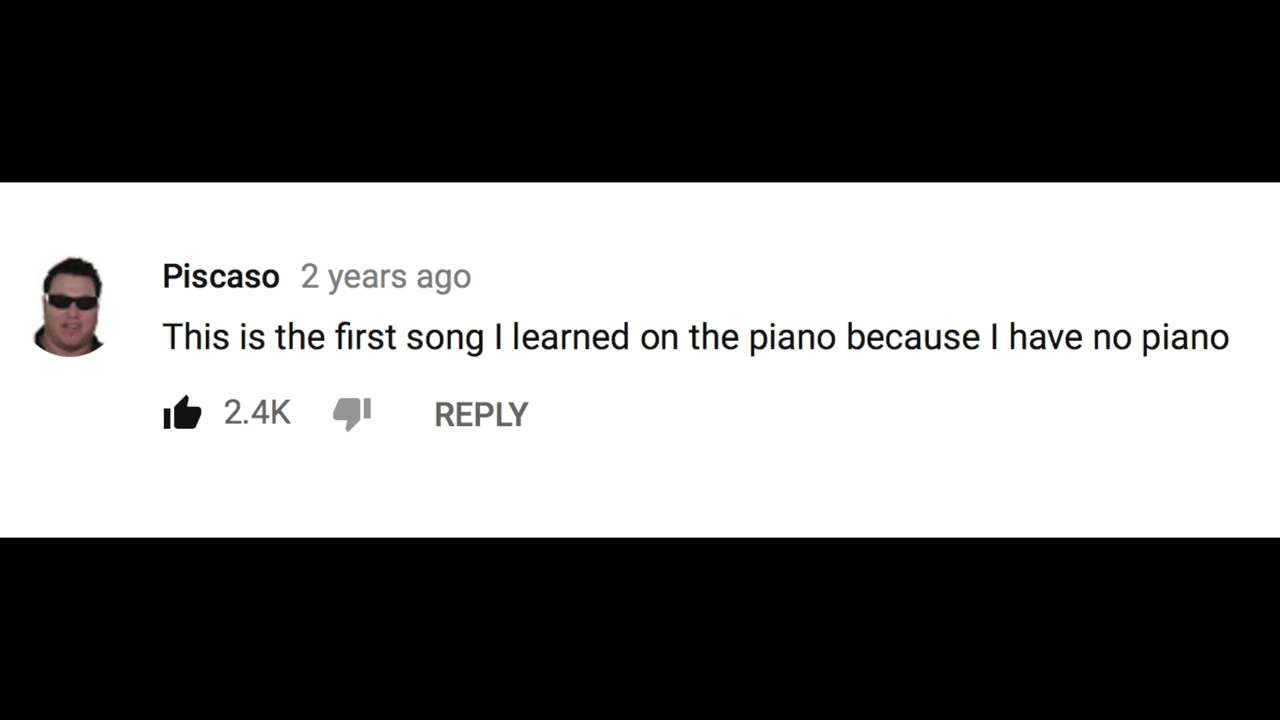 Piscaso 2 years ago
This is the first song I learned on the piano because I have no piano
2.4K REPLY